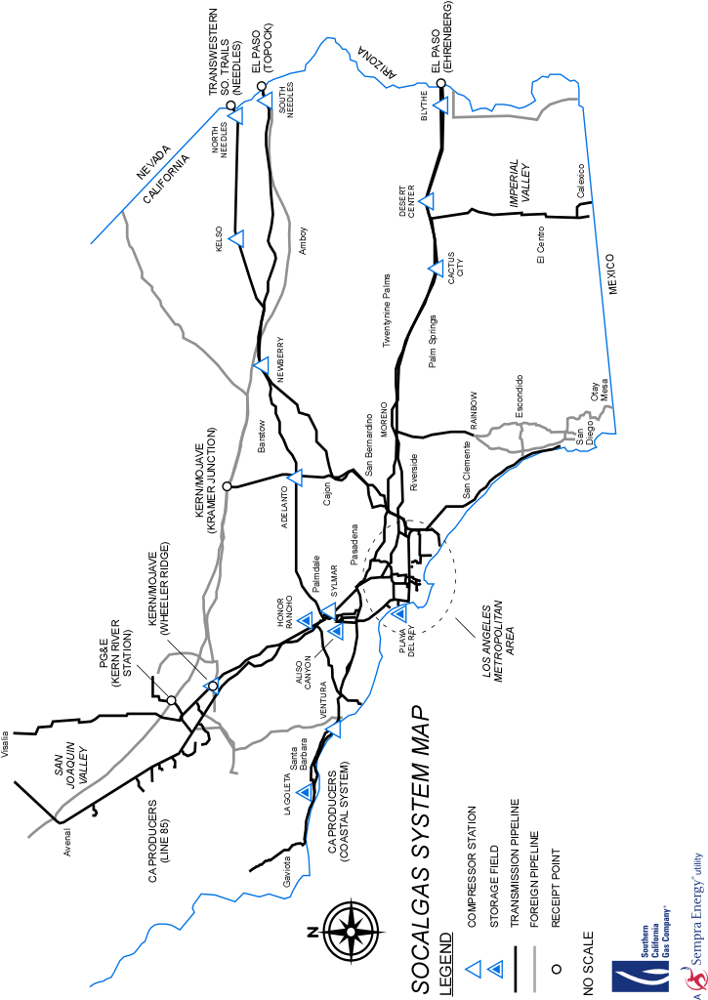 TRANSWESTERN
SO. TRAILS
(NEEDLES)
EL PASO
(TOPOCK)
ARIZONA
EL PASO
(EHRENBERG)
NEVADA
CALIFORNIA
NORTH
NEEDLES
SOUTH
NEEDLES
BLYTHE
KELSO
Amboy
DESERT
CENTER
IMPERIAL
VALLEY
Calexico
El Centro
CACTUS
CITY
MEXICO
Twentynine Palms
Palm Springs
NEWBERRY
Barstow
MORENO
RAINBOW
Escondido
Otay
Mesa
San
Diego
San Bernardino
Riverside
San Clemente
KERN/MOJAVE
(KRAMER JUNCTION)
ADELANTO
Cajon
Pasadena
Palmdale
SYLMAR
HONOR
RANCHO
KERN/MOJAVE
(WHEELER RIDGE)
PG&E
(KERN RIVER
STATION)
ALISO
CANYON
PLAYA
DEL REY
LOS ANGELES
METROPOLITAN
AREA
VENTURA
Visalia
SAN
JOAQUIN
VALLEY
Santa
Barbara
LA GOLETA
CA PRODUCERS
(COASTAL SYSTEM)
Avenal
CA PRODUCERS
(LINE 85)
Gaviota
N
SOCALGAS SYSTEM MAP
LEGEND
COMPRESSOR STATION
STORAGE FIELD
TRANSMISSION PIPELINE
FOREIGN PIPELINE
RECEIPT POINT
NO SCALE
Southern
California
Gas Company®
A Sempra Energy® utility